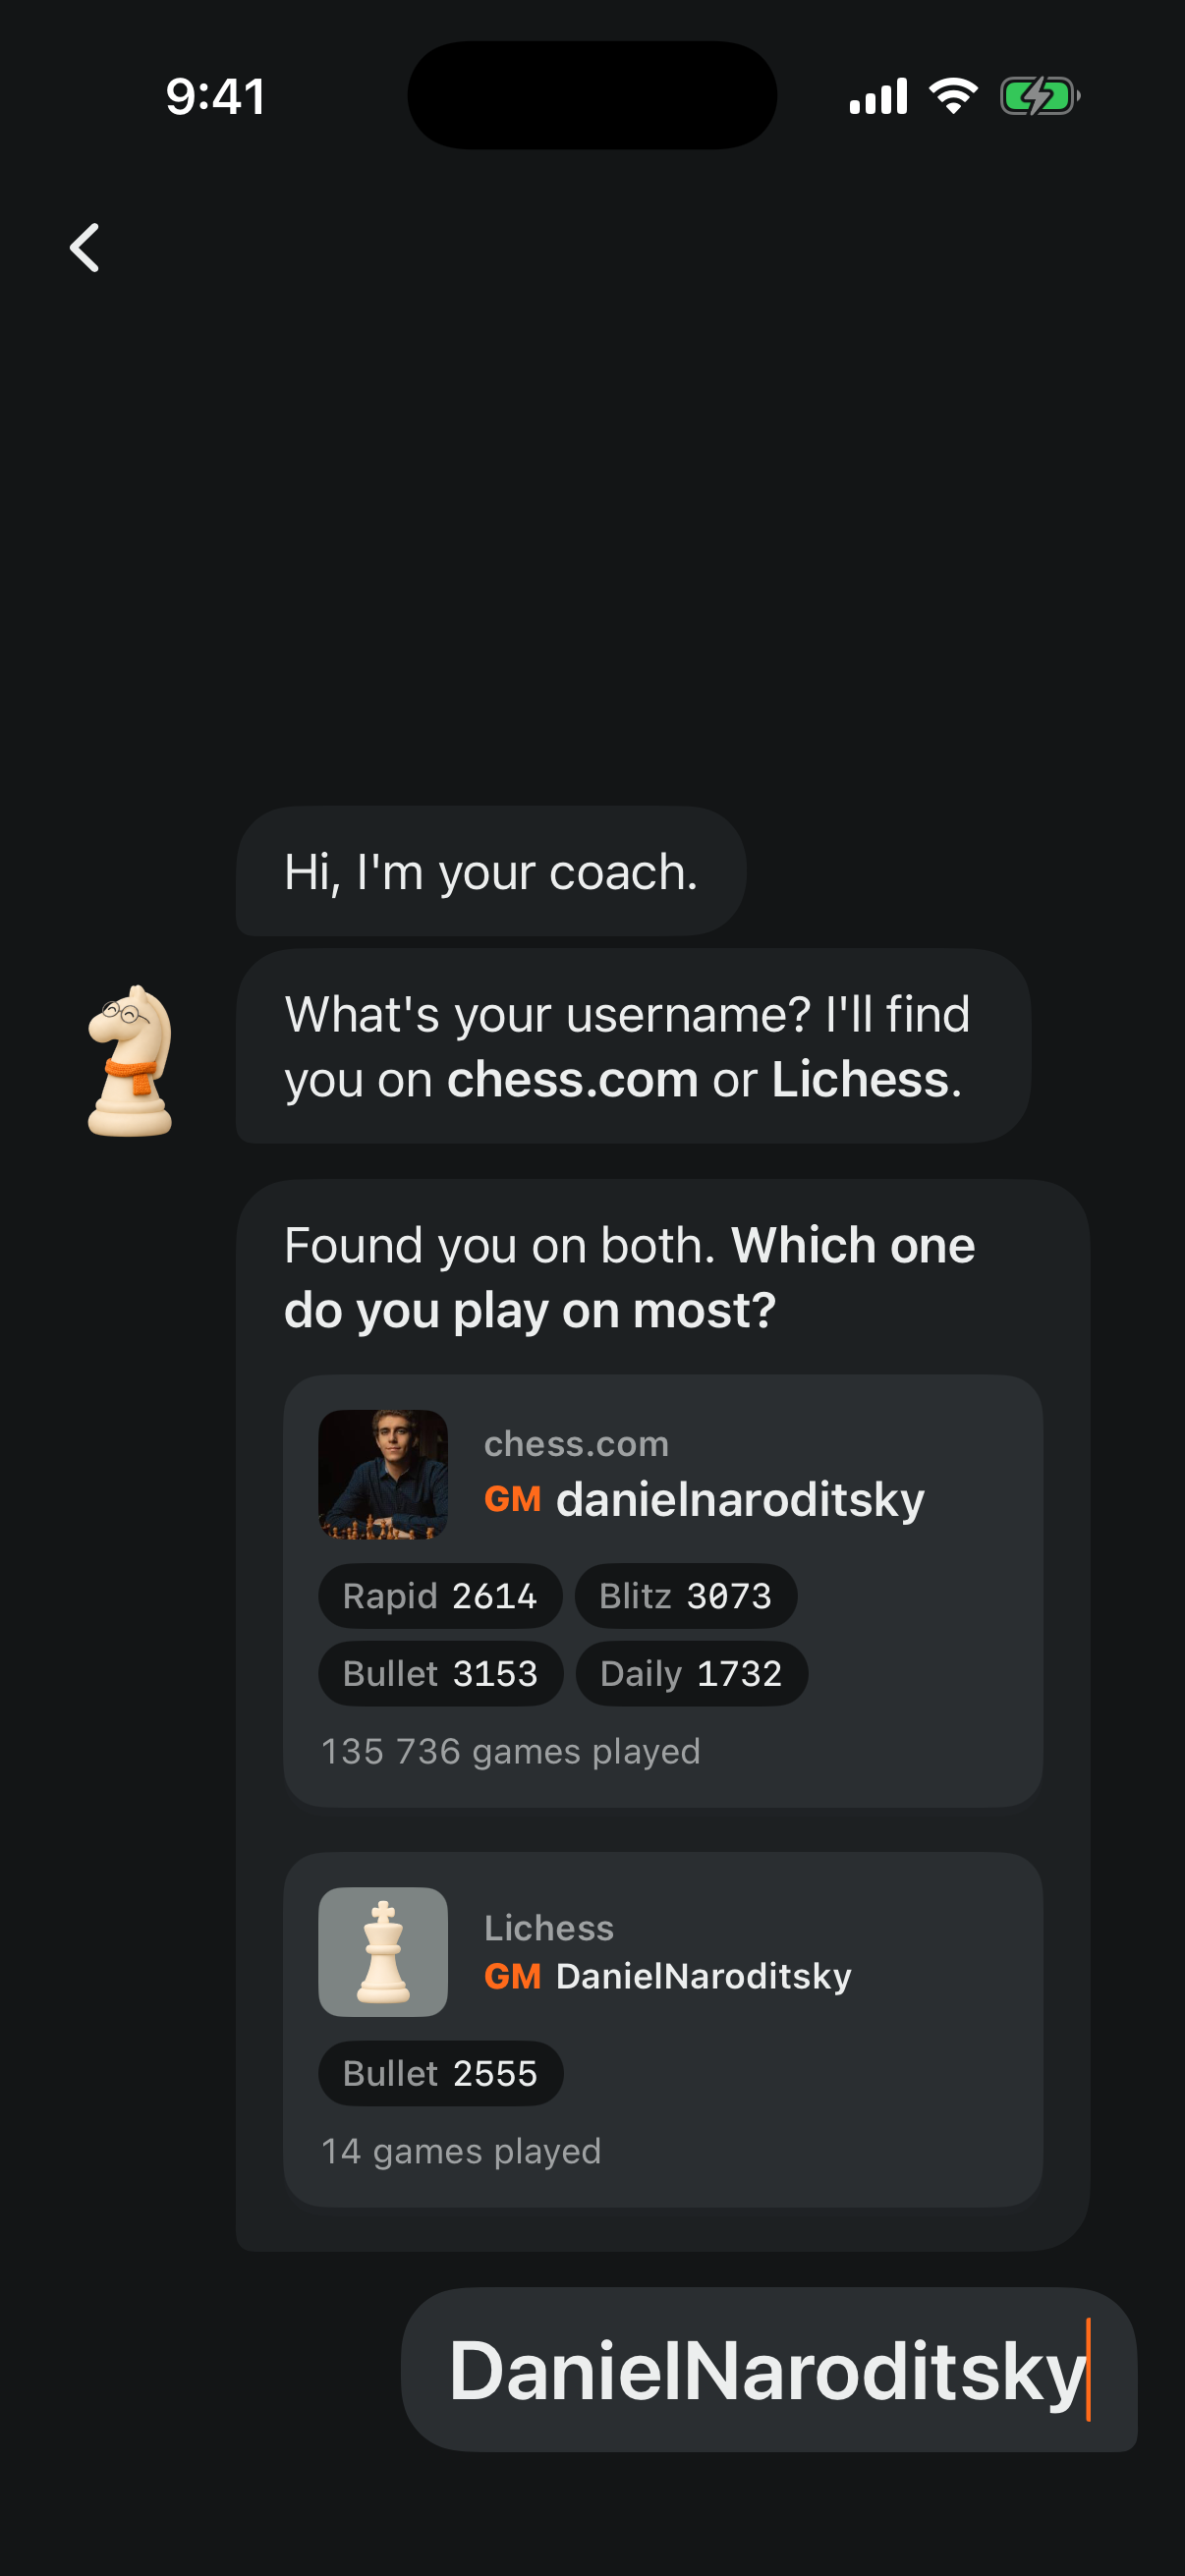 9:41
Hi, I'm your coach.
What's your username? I'll find
you on chess.com or Lichess.
Found you on both. Which one
do you play on most?
chess.com
GM danielnaroditsky
Rapid 2614 Blitz 3073
Bullet 3153 Daily 1732
135 736 games played
Lichess
GM DanielNaroditsky
Bullet 2555
14 games played
DanielNaroditsky